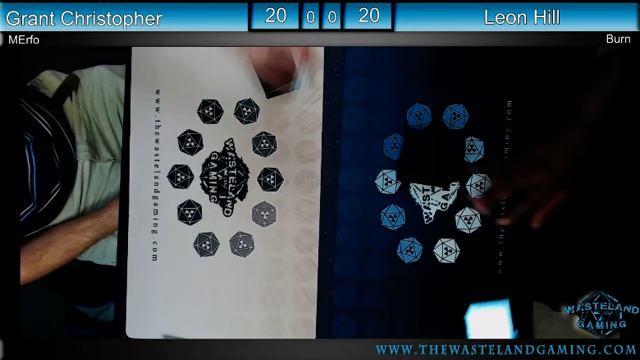 Grant Christopher
20
0
0
20
Leon Hill
MErfo
Burn
www.thewastelandgaming.com
WASTELAND
GAMING
WASTELAND
GAMING
WWW.THEWASTELANDGAMING.COM